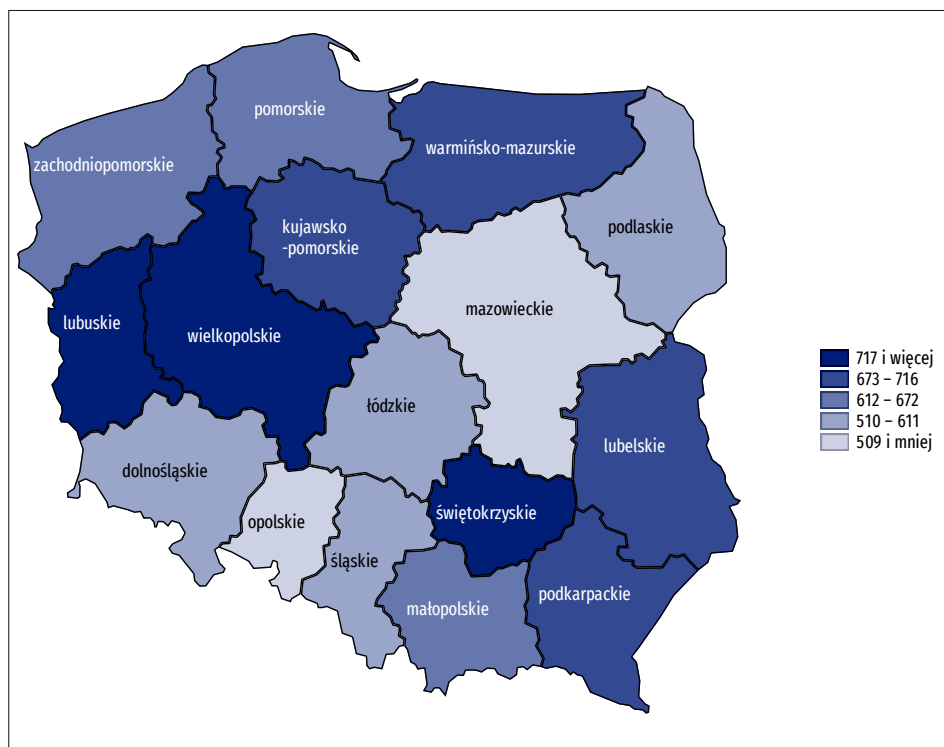 pomorskie
warmińsko-mazurskie
zachodniopomorskie
kujawsko
-pomorskie
podlaskie
mazowieckie
lubuskie
wielkopolskie
łódzkie
lubelskie
dolnośląskie
opolskie
świętokrzyskie
śląskie
małopolskie
podkarpackie
717 i więcej
673 – 716
612 – 672
510 – 611
509 i mniej